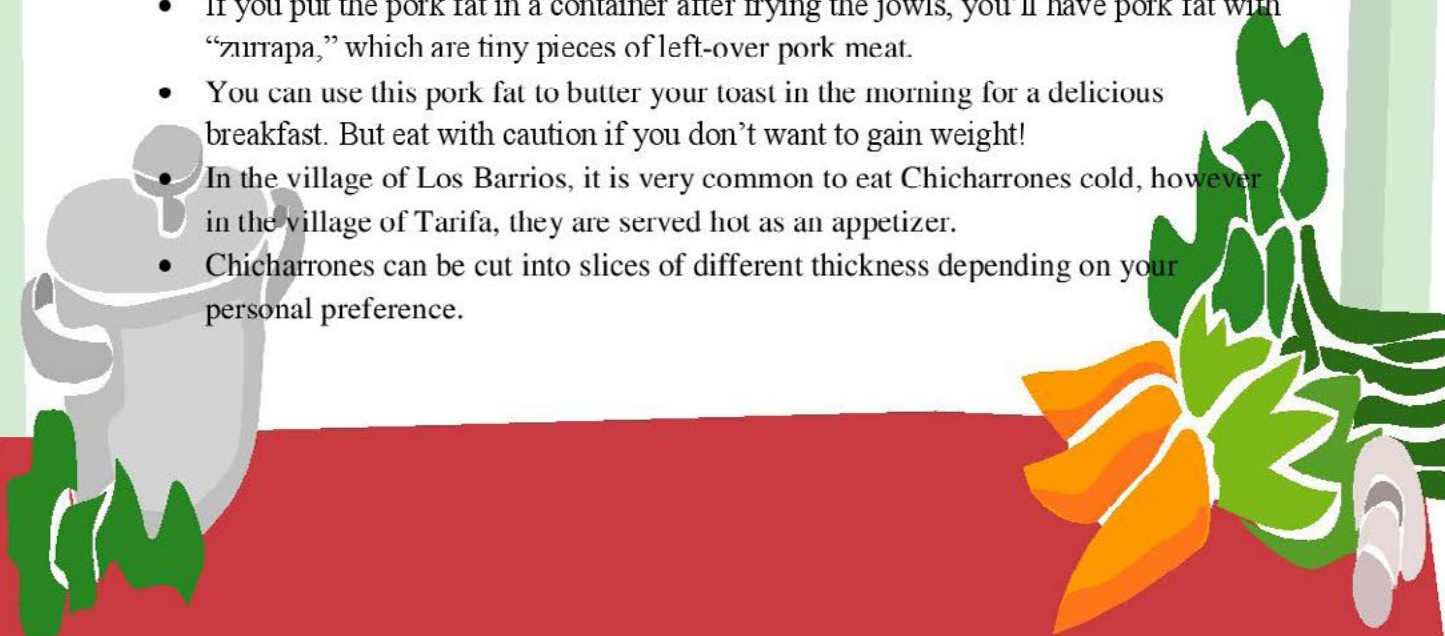 • If you put the pork fat in a container after frying the jowls, you’ll have pork fat with
“zurrapa,” which are tiny pieces of left-over pork meat.
• You can use this pork fat to butter your toast in the morning for a delicious
breakfast. But eat with caution if you don’t want to gain weight!
• In the village of Los Barrios, it is very common to eat Chicharrones cold, however
in the village of Tarifa, they are served hot as an appetizer.
• Chicharrones can be cut into slices of different thickness depending on your
personal preference.